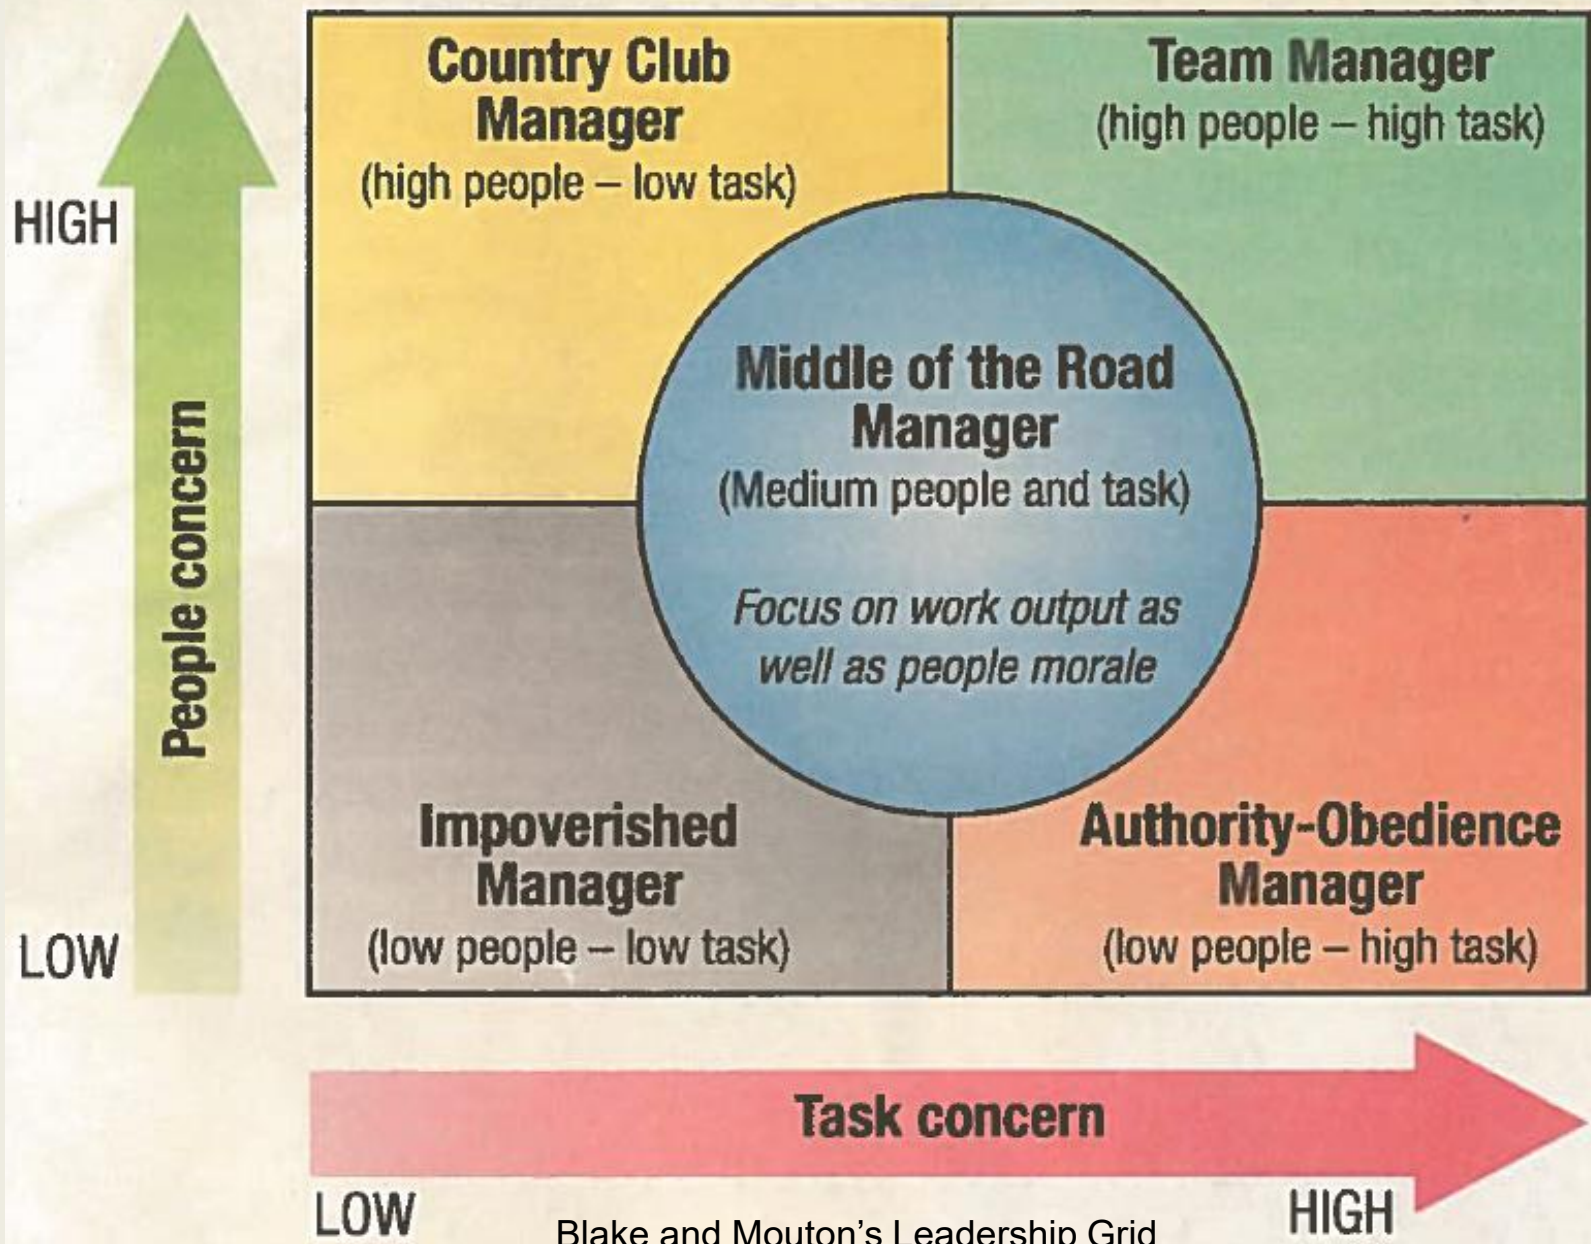 Country Club
Manager
(high people – low task)
Team Manager
(high people – high task)
HIGH
People concern
Middle of the Road
Manager
(Medium people and task)
Focus on work output as
well as people morale
Impoverished
Manager
(low people – low task)
Authority-Obedience
Manager
(low people – high task)
LOW
Task concern
LOW
HIGH
Blake and Mouton's Leadership Grid